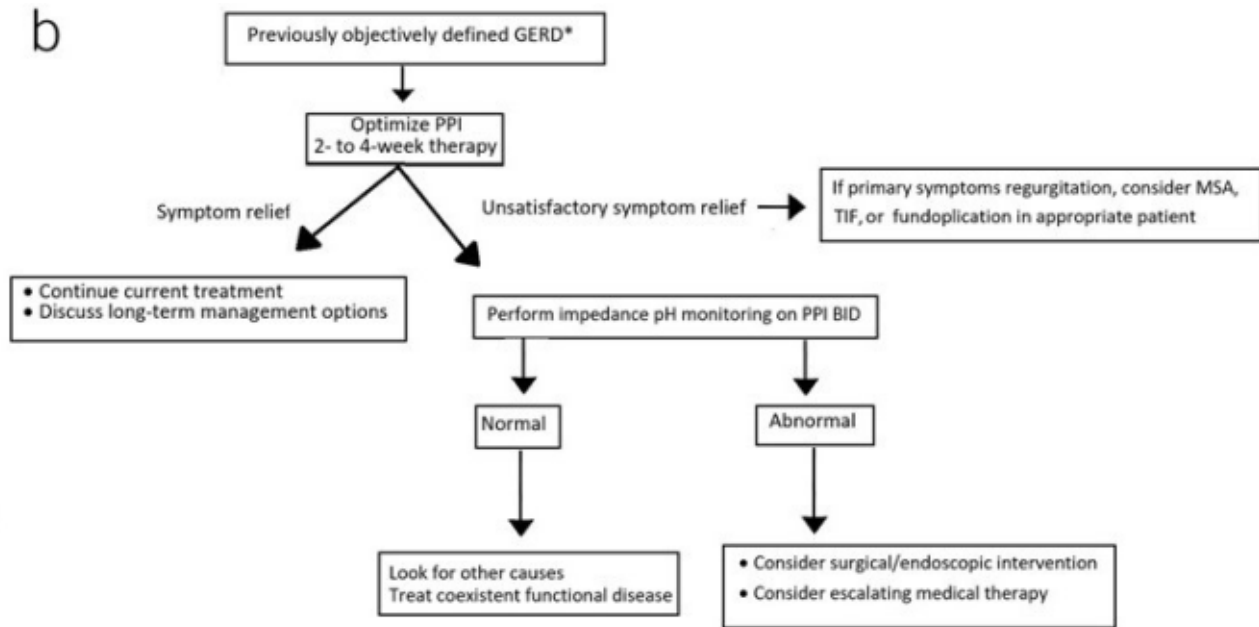 b
Previously objectively defined GERD*
Optimize PPI
2- to 4-week therapy
Symptom relief
Unsatisfactory symptom relief
If primary symptoms regurgitation, consider MSA,
TIF, or fundoplication in appropriate patient
• Continue current treatment
• Discuss long-term management options
Perform impedance pH monitoring on PPI BID
Normal
Abnormal
Look for other causes
Treat coexistent functional disease
• Consider surgical/endoscopic intervention
• Consider escalating medical therapy